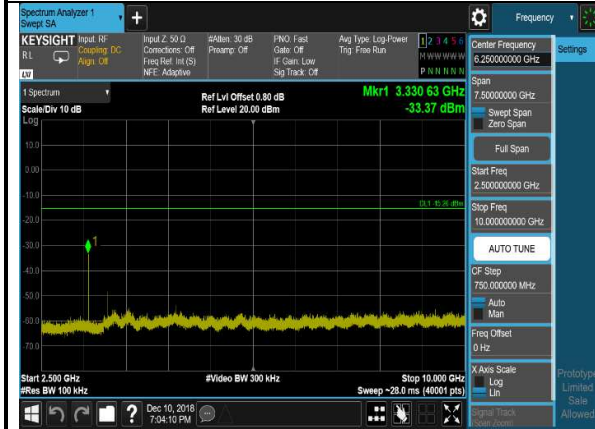 Spectrum Analyzer 1
Swept SA
+
Frequency
KEYSIGHT
RL
LXI
Input: RF
Coupling: DC
Align: Off
Input Z: 50 Ω
Corrections: Off
Freq Ref: Int (S)
NFE: Adaptive
#Atten: 30 dB
Preamp: Off
PNO: Fast
Gate: Off
IF Gain: Low
Sig Track: Off
Avg Type: Log-Power
Trig: Free Run
1 2 3 4 5 6
M W W W W W
P N N N N N
Center Frequency
6.250000000 GHz
Settings
Span
7.50000000 GHz
Swept Span
Zero Span
Full Span
Start Freq
2.500000000 GHz
Stop Freq
10.000000000 GHz
AUTO TUNE
CF Step
750.000000 MHz
Auto
Man
Freq Offset
0 Hz
X Axis Scale
Log
Lin
Signal Track
(Span Zoom)
Prototype
Limited
Sale
Allowed
1 Spectrum
Scale/Div 10 dB
Log
Ref Lvl Offset 0.80 dB
Ref Level 20.00 dBm
Mkr1 3.330 63 GHz
-33.37 dBm
10.0
0.00
-10.0
-20.0
-30.0
-40.0
-50.0
-60.0
-70.0
1
Start 2.500 GHz
#Res BW 100 kHz
#Video BW 300 kHz
Stop 10.000 GHz
Sweep ~28.0 ms (40001 pts)
?
Dec 10, 2018
7:04:10 PM